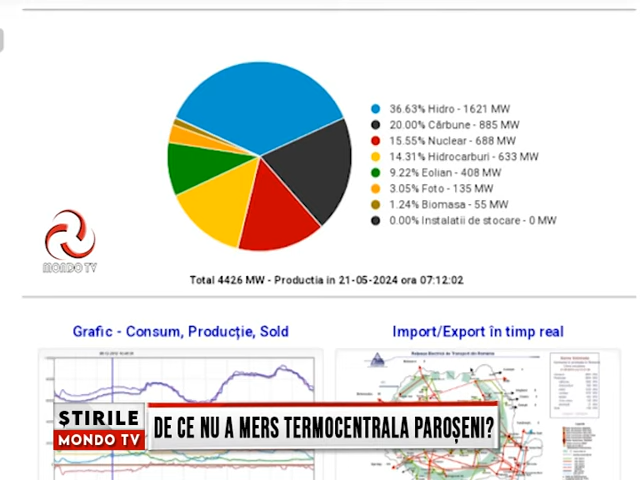 36.63% Hidro - 1621 MW
20.00% Cărbune - 885 MW
15.55% Nuclear - 688 MW
14.31% Hidrocarburi - 633 MW
9.22% Eolian - 408 MW
3.05% Foto - 135 MW
1.24% Biomasa - 55 MW
0.00% Instalatii de stocare - 0 MW
MONDO TV
Total 4426 MW - Productia in 21-05-2024 ora 07:12:02
Grafic - Consum, Producție, Sold
Import/Export în timp real
ȘTIRILE
MONDO TV
DE CE NU A MERS TERMOCENTRALA PAROȘENI?